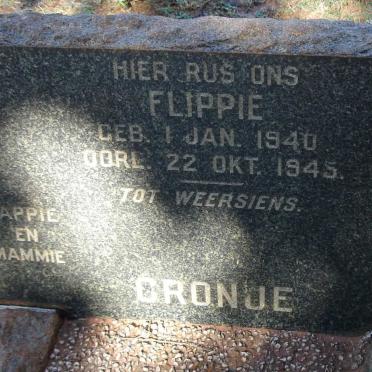 HIER RUS ONS
FLIPPIE
GEB. 1 JAN. 1940
OORL. 22 OKT. 1945.
TOT WEERSIENS.
APPIE
EN
MAMMIE
CRONJE